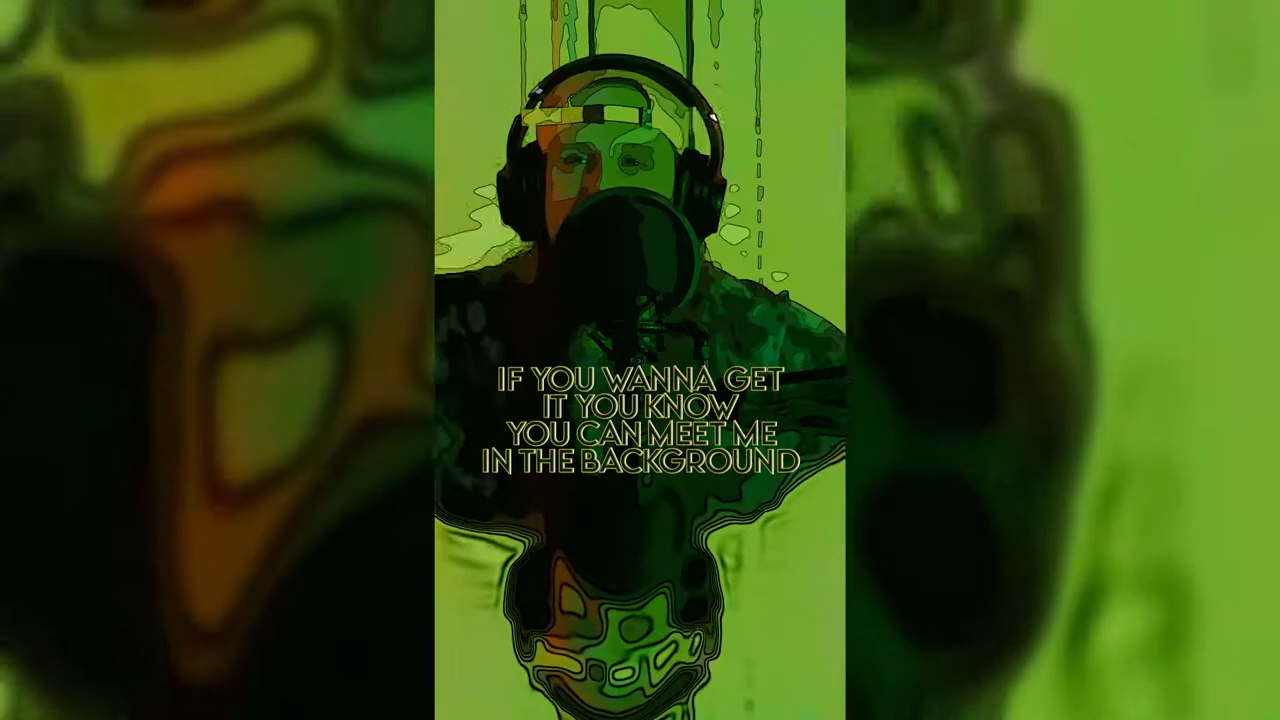 IF YOU WANNA GET
IT YOU KNOW
YOU CAN MEET ME
IN THE BACKGROUND